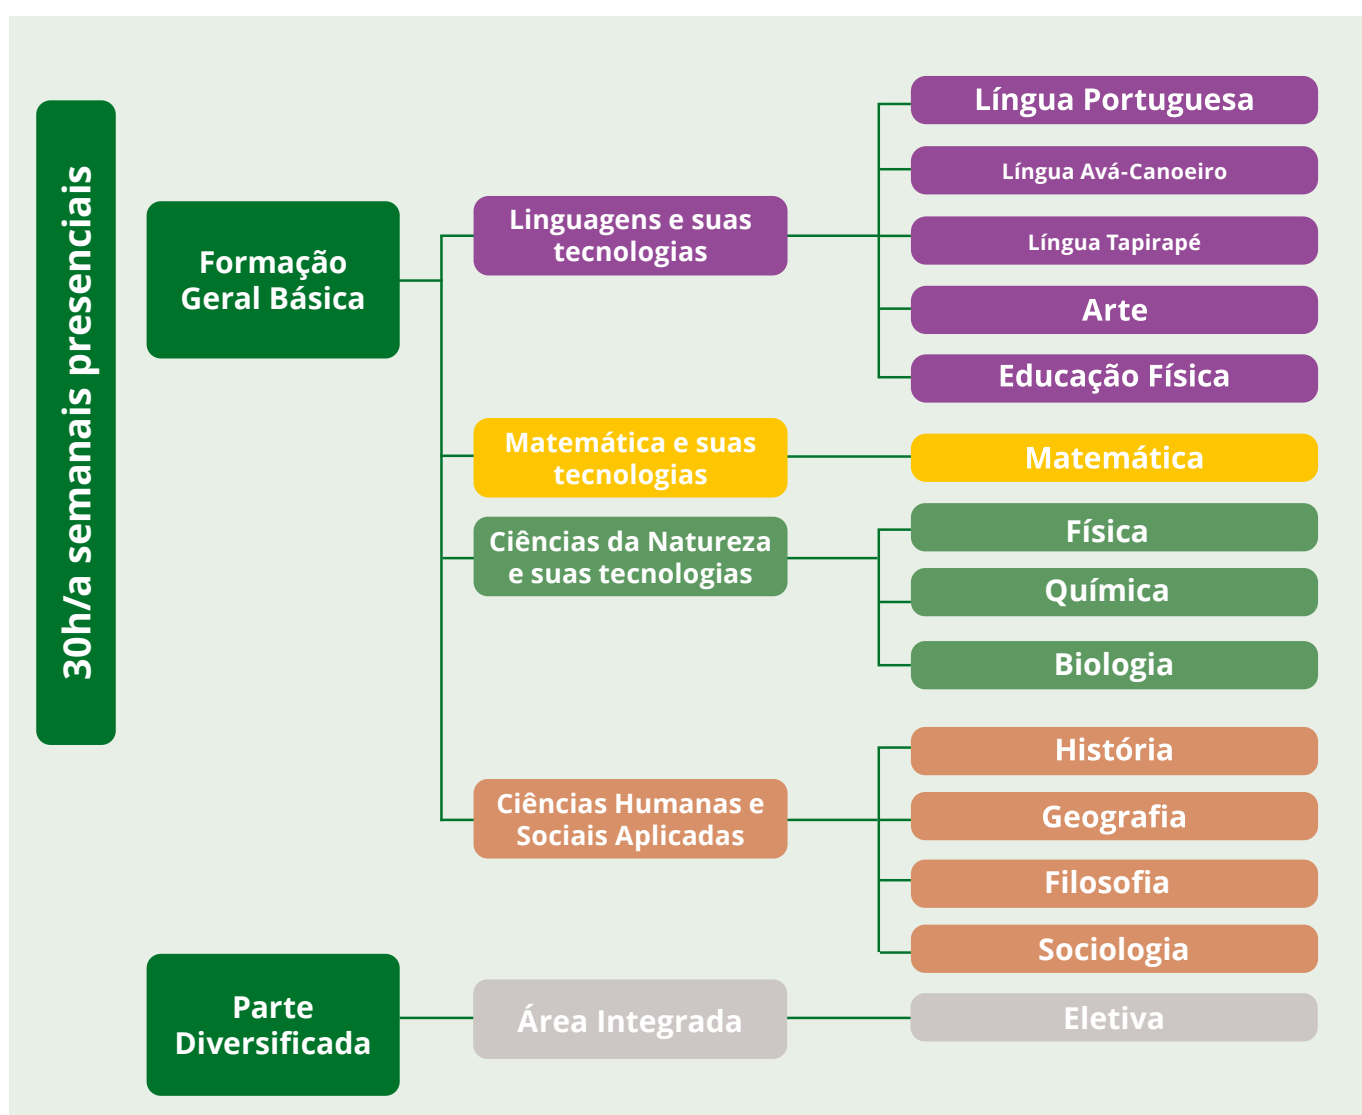 30h/a semanais presenciais
Formação
Geral Básica
Linguagens e suas
tecnologias
Língua Portuguesa
Língua Avá-Canoeiro
Língua Tapirapé
Arte
Educação Física
Matemática e suas
tecnologias
Matemática
Ciências da Natureza
e suas tecnologias
Física
Química
Biologia
Ciências Humanas e
Sociais Aplicadas
História
Geografia
Filosofia
Sociologia
Parte
Diversificada
Área Integrada
Eletiva